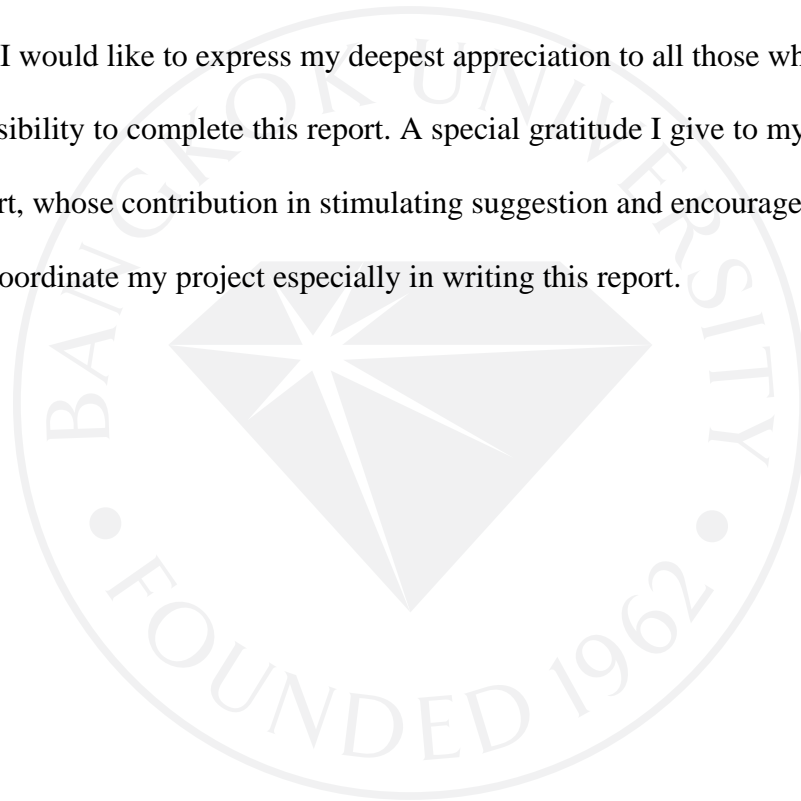 I would like to express my deepest appreciation to all those wh
sibility to complete this report. A special gratitude I give to my
rt, whose contribution in stimulating suggestion and encourage
oordinate my project especially in writing this report.
BANGKOK UNIVERSITY
• FOUNDED 1962 •